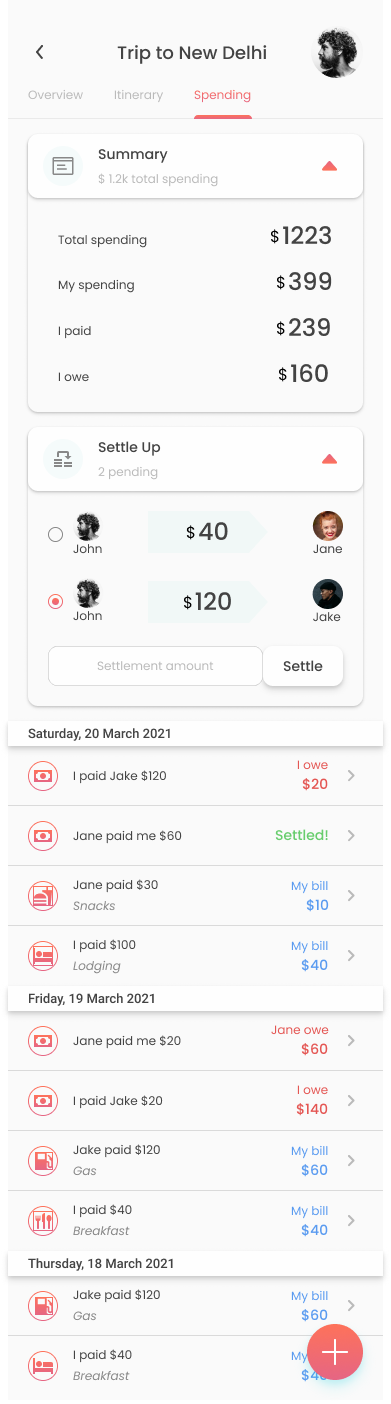 Trip to New Delhi
Overview Itinerary Spending
Summary
$ 1.2k total spending
Total spending $1223
My spending $399
I paid $239
I owe $160
Settle Up
2 pending
$40
John Jane
$120
John Jake
Settlement amount Settle
Saturday, 20 March 2021
I owe
I paid Jake $120
$20
Jane paid me $60 Settled!
Jane paid $30 My bill
Snacks $10
I paid $100 My bill
Lodging $40
Friday, 19 March 2021
Jane owe
Jane paid me $20
$60
I owe
I paid Jake $20
$140
Jake paid $120 My bill
Gas $60
I paid $40 My bill
Breakfast $40
Thursday, 18 March 2021
Jake paid $120 My bill
Gas $60
I paid $40 My
Breakfast